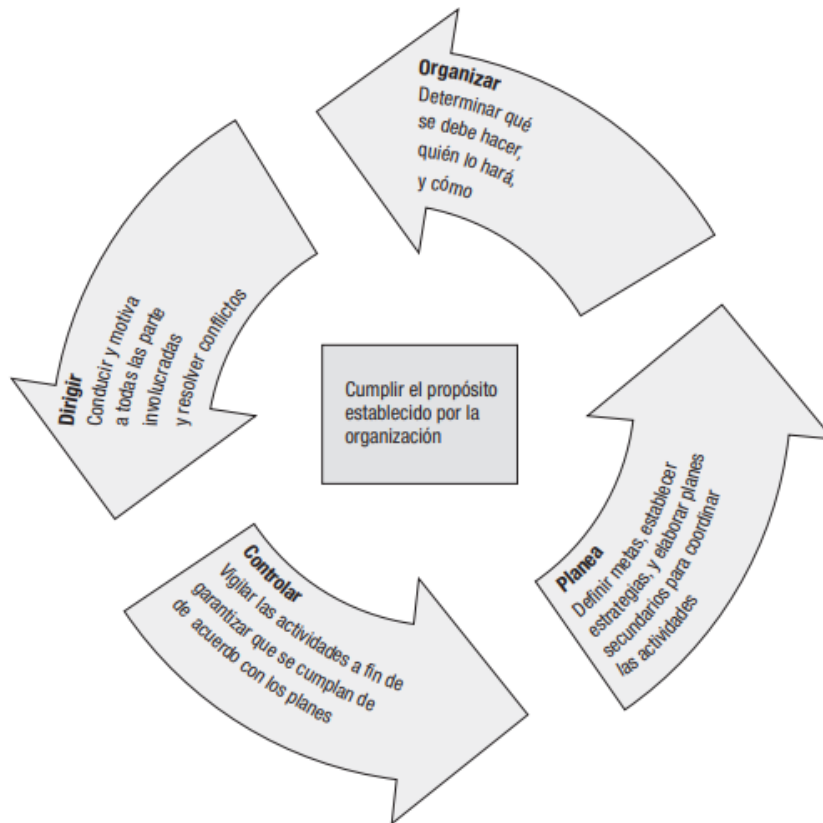 Organizar
Determinar qué
se debe hacer,
quién lo hará,
y cómo
Dirigir
Conducir y motiva
a todas las parte
involucradas
y resolver conflictos
Cumplir el propósito
establecido por la
organización
Controlar
Vigilar las actividades a fin de
garantizar que se cumplan de
de acuerdo con los planes
Planea
Definir metas, establecer
estrategias, y elaborar planes
secundarios para coordinar
las actividades